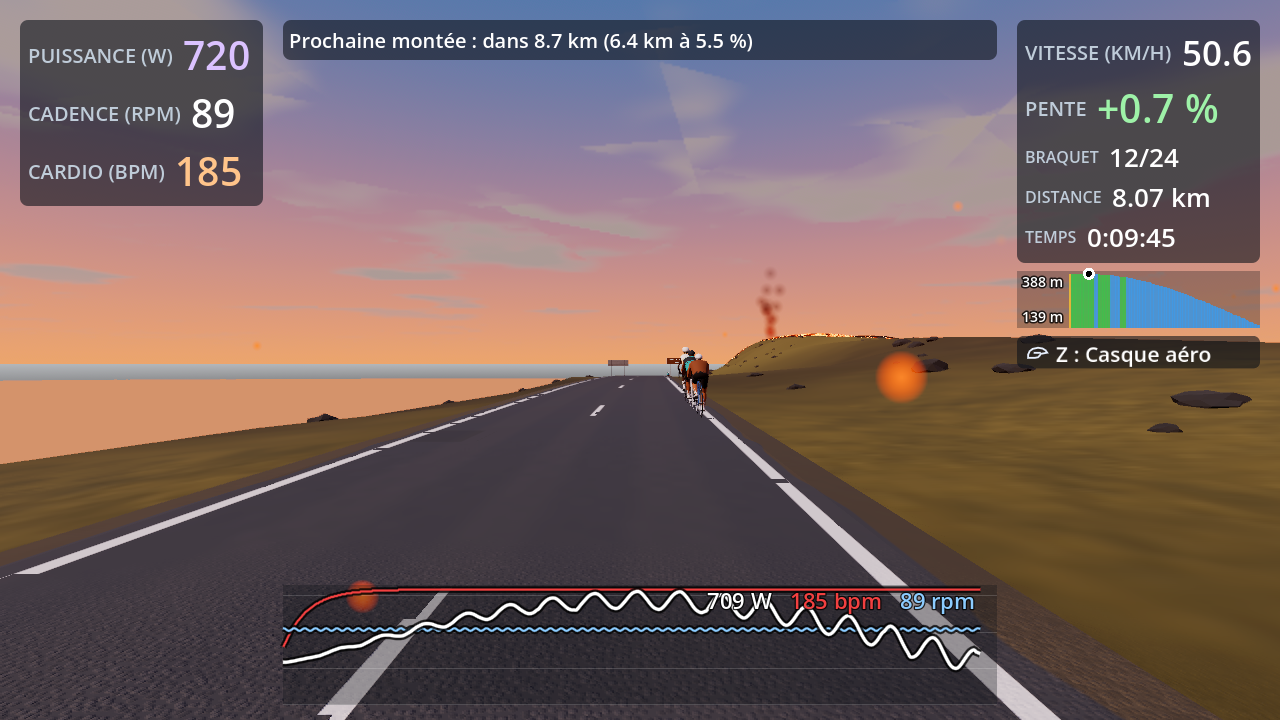 PUISSANCE (W) 720
CADENCE (RPM) 89
CARDIO (BPM) 185
Prochaine montée : dans 8.7 km (6.4 km à 5.5 %)
VITESSE (KM/H) 50.6
PENTE +0.7 %
BRAQUET 12/24
DISTANCE 8.07 km
TEMPS 0:09:45
388 m
139 m
Z : Casque aéro
709 W 185 bpm 89 rpm